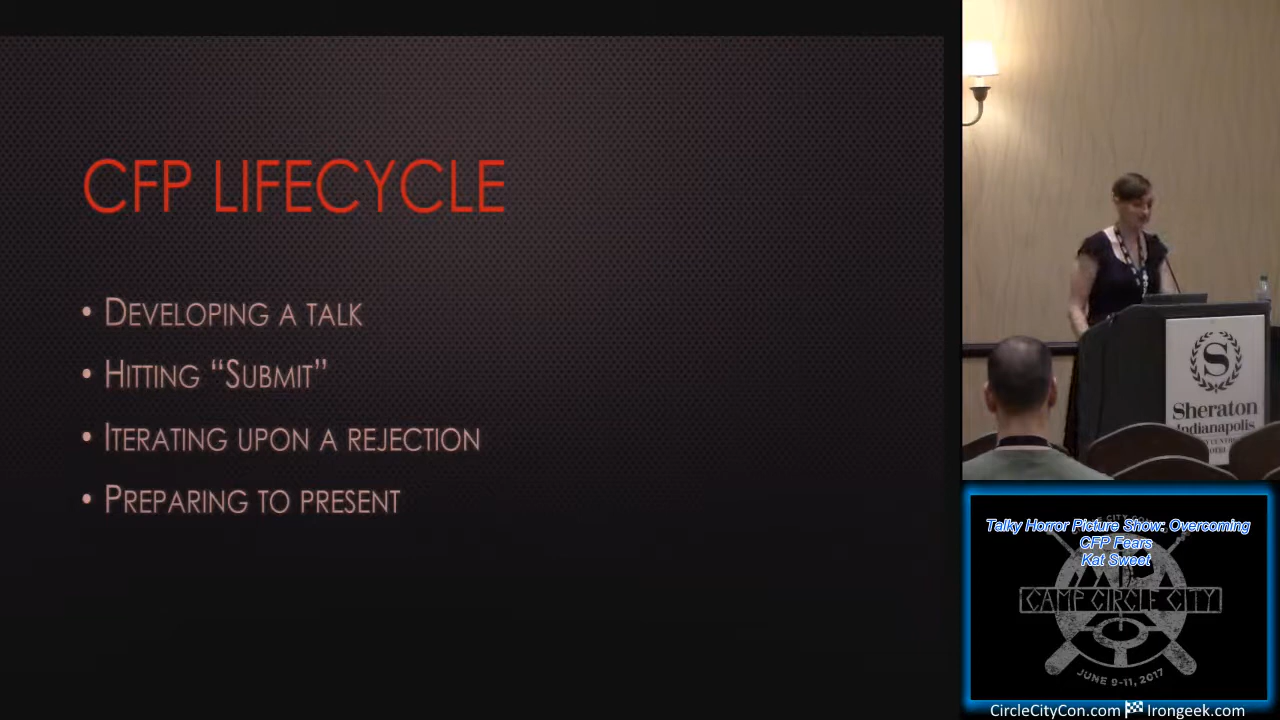 CFP LIFECYCLE
• DEVELOPING A TALK
• HITTING “SUBMIT”
• ITERATING UPON A REJECTION
• PREPARING TO PRESENT
S
Sheraton
Indianapolis
Talky Horror Picture Show: Overcoming
CFP Fears
Kat Sweet
CAMP CIRCLE CITY
JUNE 9-11, 2017
CircleCityCon.com Irongeek.com